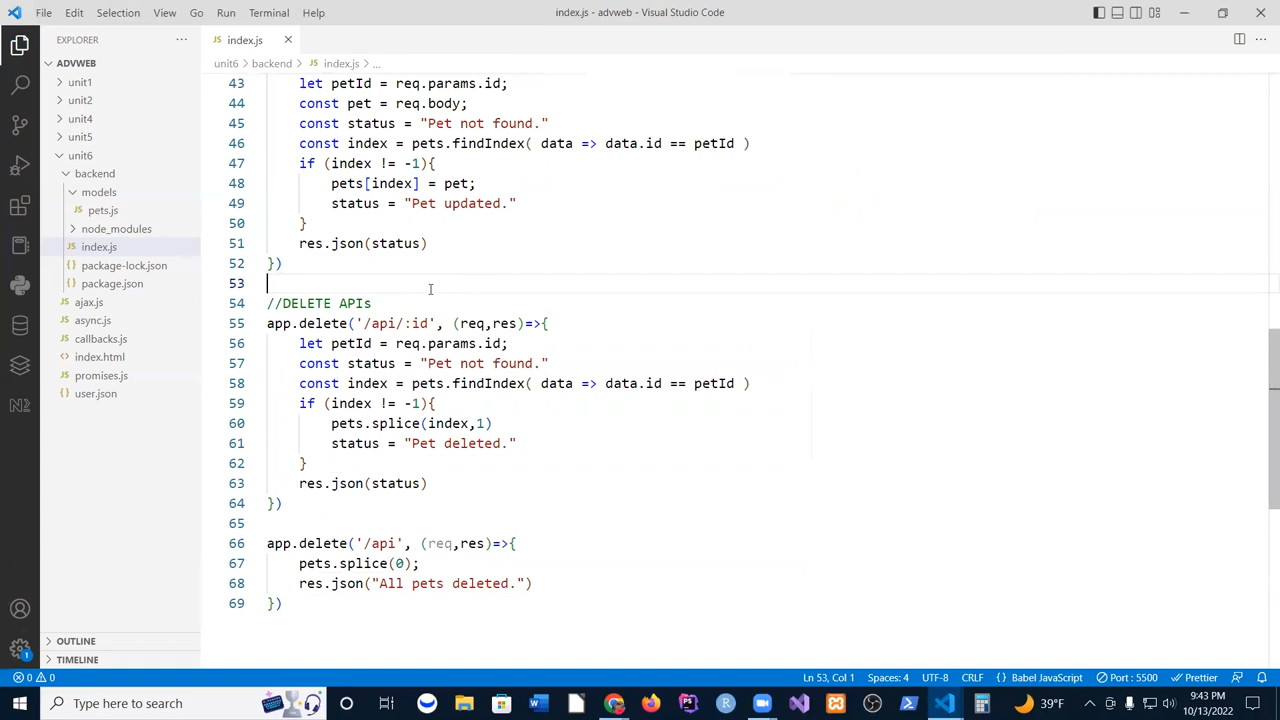 File Edit Selection View Go Run Terminal Help
index.js - advweb - Visual Studio Code
EXPLORER
ADVWEB
unit1
unit2
unit4
unit5
unit6
backend
models
JS pets.js
node_modules
JS index.js
{} package-lock.json
{} package.json
JS ajax.js
JS async.js
JS callbacks.js
index.html
JS promises.js
{} user.json
OUTLINE
TIMELINE
JS index.js
unit6 > backend > JS index.js > ...
43 let petId = req.params.id;
44 const pet = req.body;
45 const status = "Pet not found."
46 const index = pets.findIndex( data => data.id == petId )
47 if (index != -1){
48 pets[index] = pet;
49 status = "Pet updated."
50 }
51 res.json(status)
52 })
53
54 //DELETE APIs
55 app.delete('/api/:id', (req,res)=>{
56 let petId = req.params.id;
57 const status = "Pet not found."
58 const index = pets.findIndex( data => data.id == petId )
59 if (index != -1){
60 pets.splice(index,1)
61 status = "Pet deleted."
62 }
63 res.json(status)
64 })
65
66 app.delete('/api', (req,res)=>{
67 pets.splice(0);
68 res.json("All pets deleted.")
69 })
0 0 Ln 53, Col 1 Spaces: 4 UTF-8 CRLF {} Babel JavaScript Port : 5500 Prettier
Type here to search
39°F
9:43 PM
10/13/2022